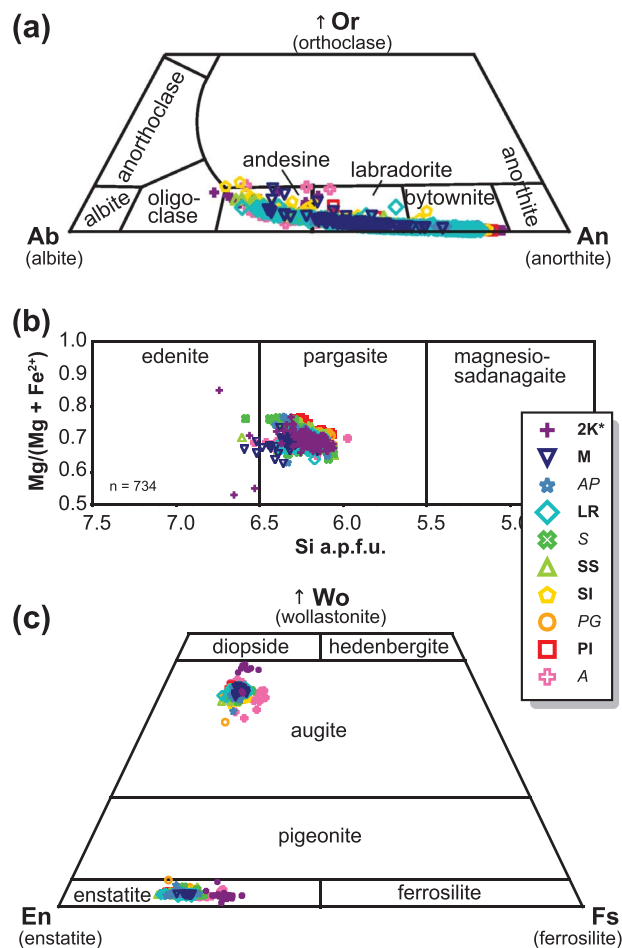 (a)
↑ Or
(orthoclase)
anorthoclase
andesine
labradorite
anorthite
albite
oligo-
clase
bytownite
Ab
(albite)
An
(anorthite)
(b)
1.0
0.9
0.8
0.7
0.6
0.5
Mg/(Mg + Fe²⁺)
edenite
pargasite
magnesio-
sadanagaite
n = 734
7.5
7.0
6.5
6.0
5.5
5.0
Si a.p.f.u.
2K*
M
AP
LR
S
SS
SI
PG
PI
A
(c)
↑ Wo
(wollastonite)
diopside
hedenbergite
augite
pigeonite
enstatite
ferrosilite
En
(enstatite)
Fs
(ferrosilite)